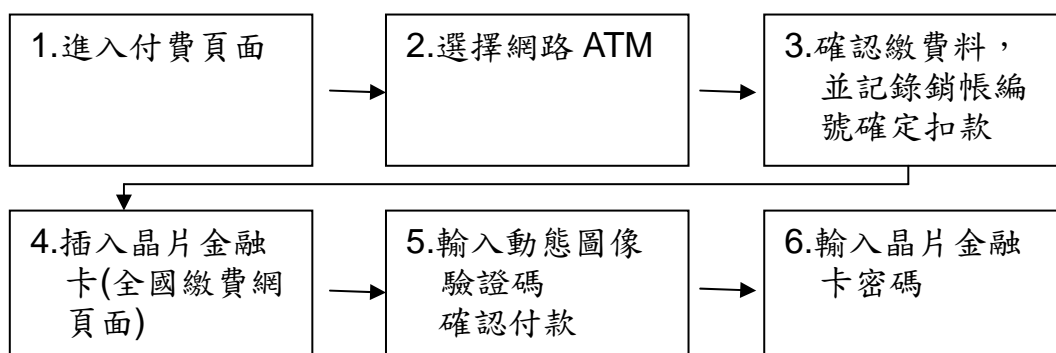 1.進入付費頁面
2.選擇網路 ATM
3.確認繳費料，
並記錄銷帳編
號確定扣款
4.插入晶片金融
卡(全國繳費網
頁面)
5.輸入動態圖像
驗證碼
確認付款
6.輸入晶片金融
卡密碼